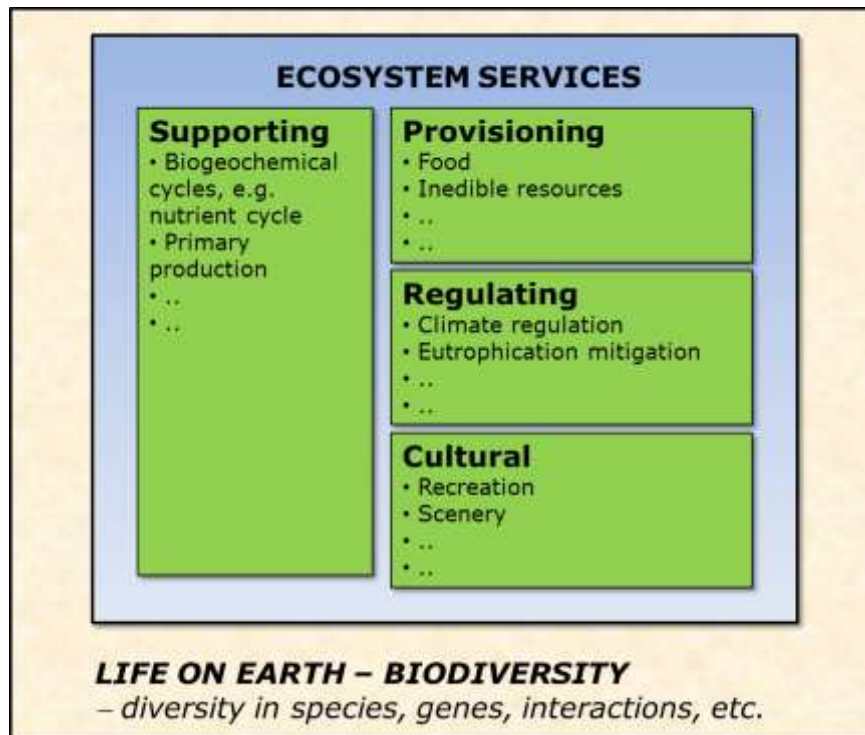 ECOSYSTEM SERVICES
Supporting
• Biogeochemical
cycles, e.g.
nutrient cycle
• Primary
production
• ..
• ..
Provisioning
• Food
• Inedible resources
• ..
• ..
Regulating
• Climate regulation
• Eutrophication mitigation
• ..
• ..
Cultural
• Recreation
• Scenery
• ..
• ..
LIFE ON EARTH – BIODIVERSITY
– diversity in species, genes, interactions, etc.